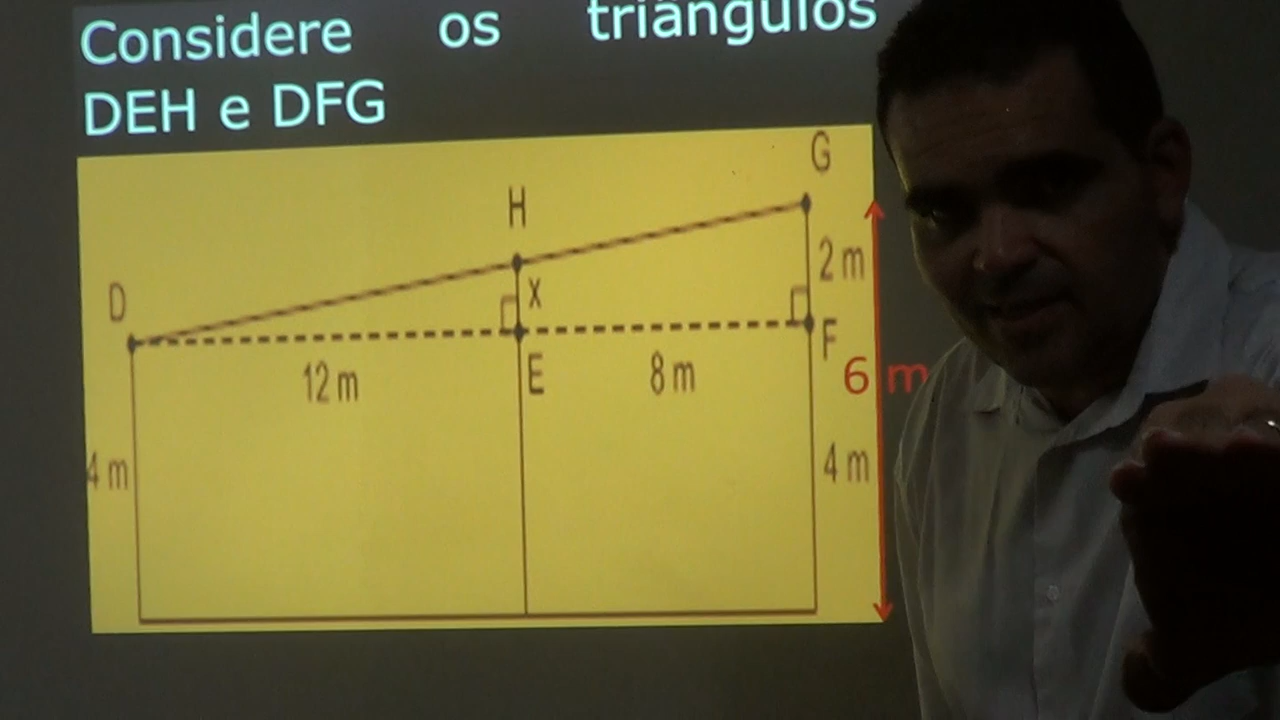 Considere os triângulos
DEH e DFG
G
H
D
2 m
x
F
12 m
E
8 m
6 m
4 m
4 m